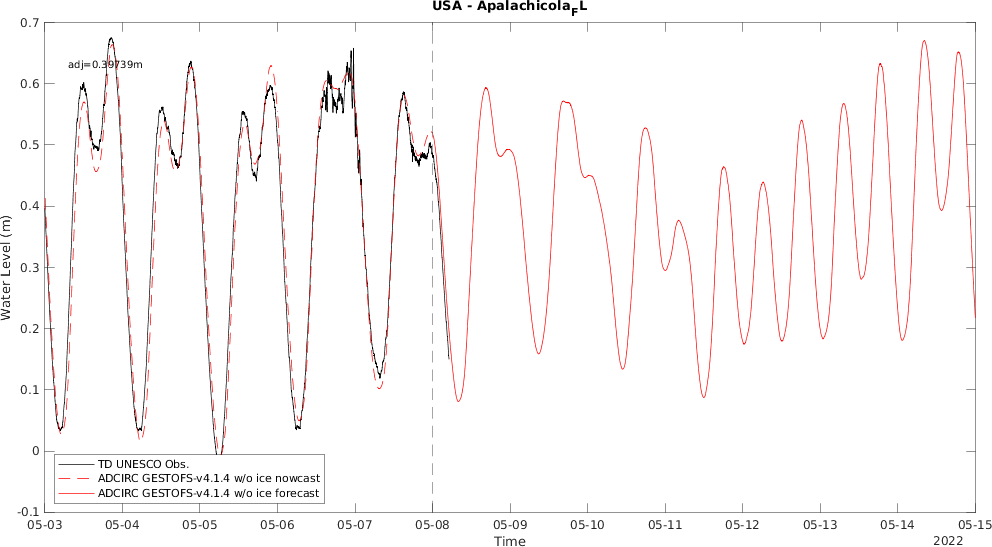 USA - Apalachicola_FL
0.7
adj=0.39739m
0.6
0.5
0.4
0.3
0.2
0.1
0
-0.1
Water Level (m)
TD UNESCO Obs.
ADCIRC GESTOFS-v4.1.4 w/o ice nowcast
ADCIRC GESTOFS-v4.1.4 w/o ice forecast
05-03 05-04 05-05 05-06 05-07 05-08 05-09 05-10 05-11 05-12 05-13 05-14 05-15
Time
2022